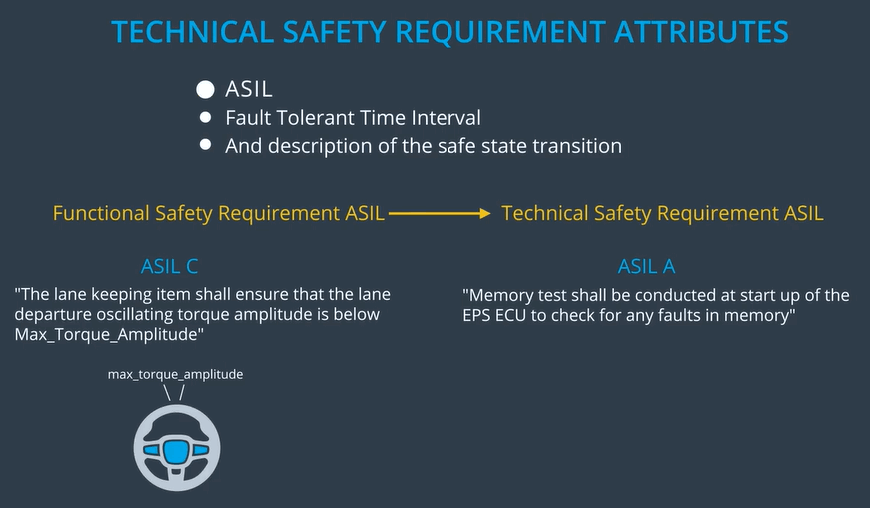 TECHNICAL SAFETY REQUIREMENT ATTRIBUTES
ASIL
Fault Tolerant Time Interval
And description of the safe state transition
Functional Safety Requirement ASIL
Technical Safety Requirement ASIL
ASIL C
"The lane keeping item shall ensure that the lane
departure oscillating torque amplitude is below
Max_Torque_Amplitude"
max_torque_amplitude
ASIL A
"Memory test shall be conducted at start up of the
EPS ECU to check for any faults in memory"